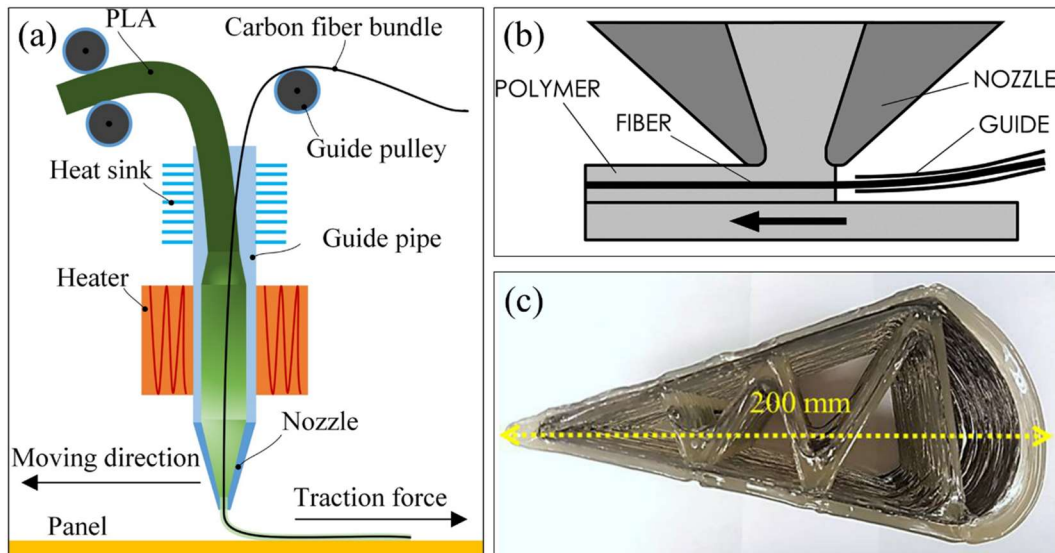 (a)
PLA
Carbon fiber bundle
Guide pulley
Heat sink
Guide pipe
Heater
Nozzle
Moving direction
Traction force
Panel
(b)
POLYMER
NOZZLE
FIBER
GUIDE
(c)
200 mm